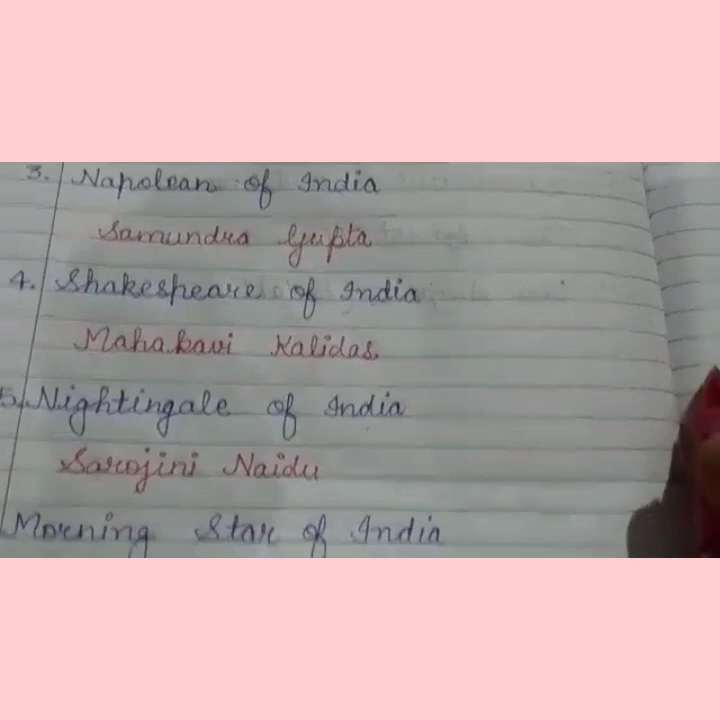 3. Napolean of India
Samundra Gupta
4. Shakespeare of India
Mahakavi Kalidas
5. Nightingale of India
Sarojini Naidu
Morning Star of India